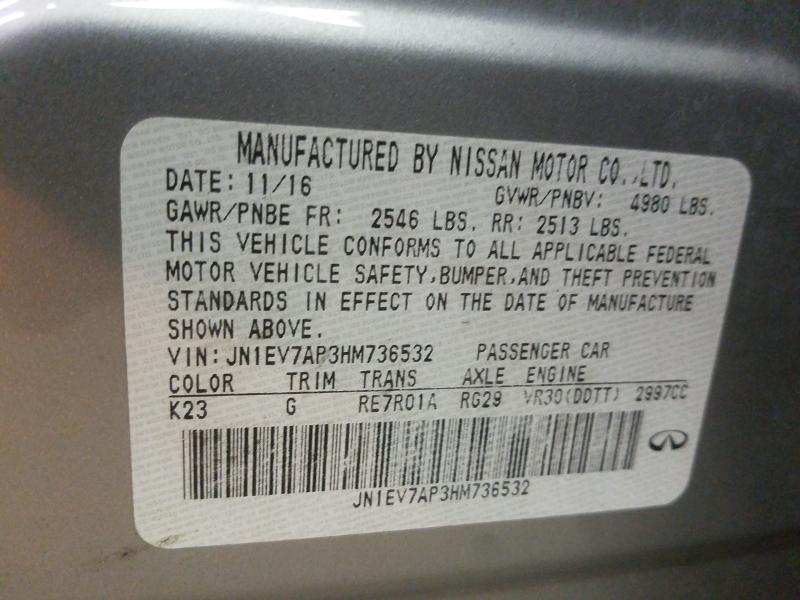 MANUFACTURED BY NISSAN MOTOR CO.,LTD.
DATE: 11/16 GVWR/PNBV: 4980 LBS.
GAWR/PNBE FR: 2546 LBS. RR: 2513 LBS.
THIS VEHICLE CONFORMS TO ALL APPLICABLE FEDERAL
MOTOR VEHICLE SAFETY,BUMPER,AND THEFT PREVENTION
STANDARDS IN EFFECT ON THE DATE OF MANUFACTURE
SHOWN ABOVE.
VIN: JN1EV7AP3HM736532 PASSENGER CAR
COLOR TRIM TRANS AXLE ENGINE
K23 G RE7R01A RG29 VR30(DDTT) 2997CC
JN1EV7AP3HM736532